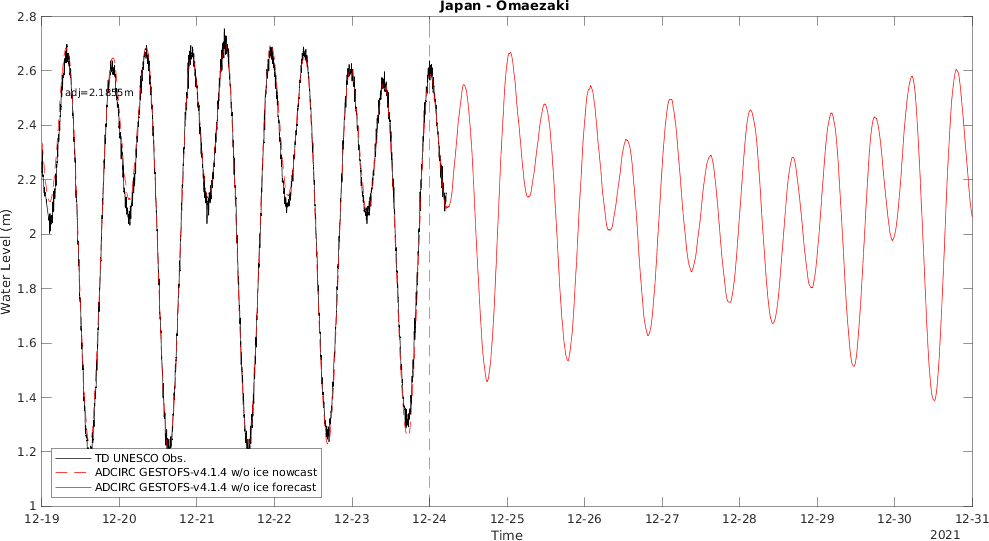 Japan - Omaezaki
2.8
2.6
adj=2.1855m
2.4
2.2
2
1.8
1.6
1.4
1.2
1
Water Level (m)
TD UNESCO Obs.
ADCIRC GESTOFS-v4.1.4 w/o ice nowcast
ADCIRC GESTOFS-v4.1.4 w/o ice forecast
12-19 12-20 12-21 12-22 12-23 12-24 12-25 12-26 12-27 12-28 12-29 12-30 12-31
Time
2021